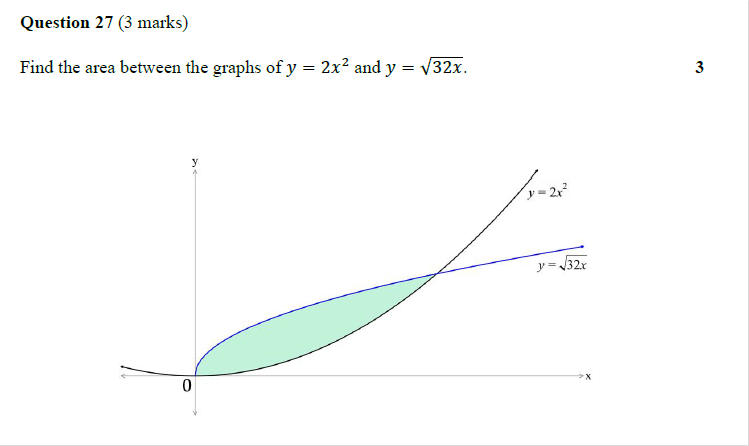 Question 27 (3 marks)
Find the area between the graphs of y = 2x² and y = √32x. 3
y
y = 2x²
y = √32x
x
0